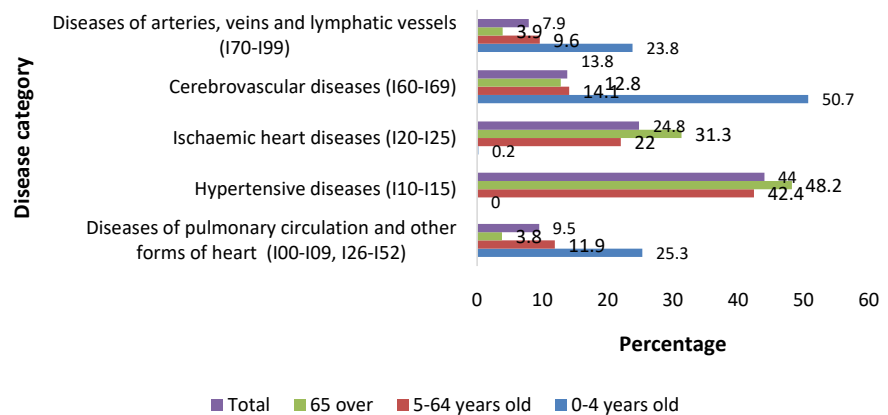 Disease category
Diseases of arteries, veins and lymphatic vessels
(I70-I99)
7.9
3.9
9.6
23.8
Cerebrovascular diseases (I60-I69)
13.8
12.8
14.1
50.7
Ischaemic heart diseases (I20-I25)
24.8
31.3
22
0.2
Hypertensive diseases (I10-I15)
44
48.2
42.4
0
Diseases of pulmonary circulation and other
forms of heart  (I00-I09, I26-I52)
9.5
3.8
11.9
25.3
0 10 20 30 40 50 60
Percentage
Total 65 over 5-64 years old 0-4 years old